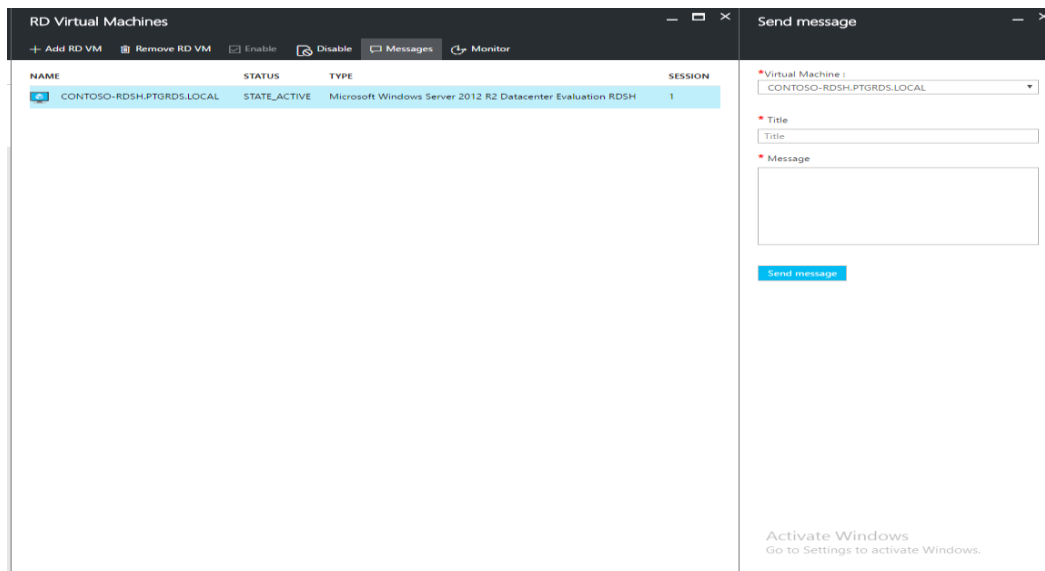 RD Virtual Machines
Add RD VM Remove RD VM Enable Disable Messages Monitor
NAME STATUS TYPE SESSION
CONTOSO-RDSH.PTGRDS.LOCAL STATE_ACTIVE Microsoft Windows Server 2012 R2 Datacenter Evaluation RDSH 1
Send message
*Virtual Machine :
CONTOSO-RDSH.PTGRDS.LOCAL
* Title
Title
* Message
Send message
Activate Windows
Go to Settings to activate Windows.